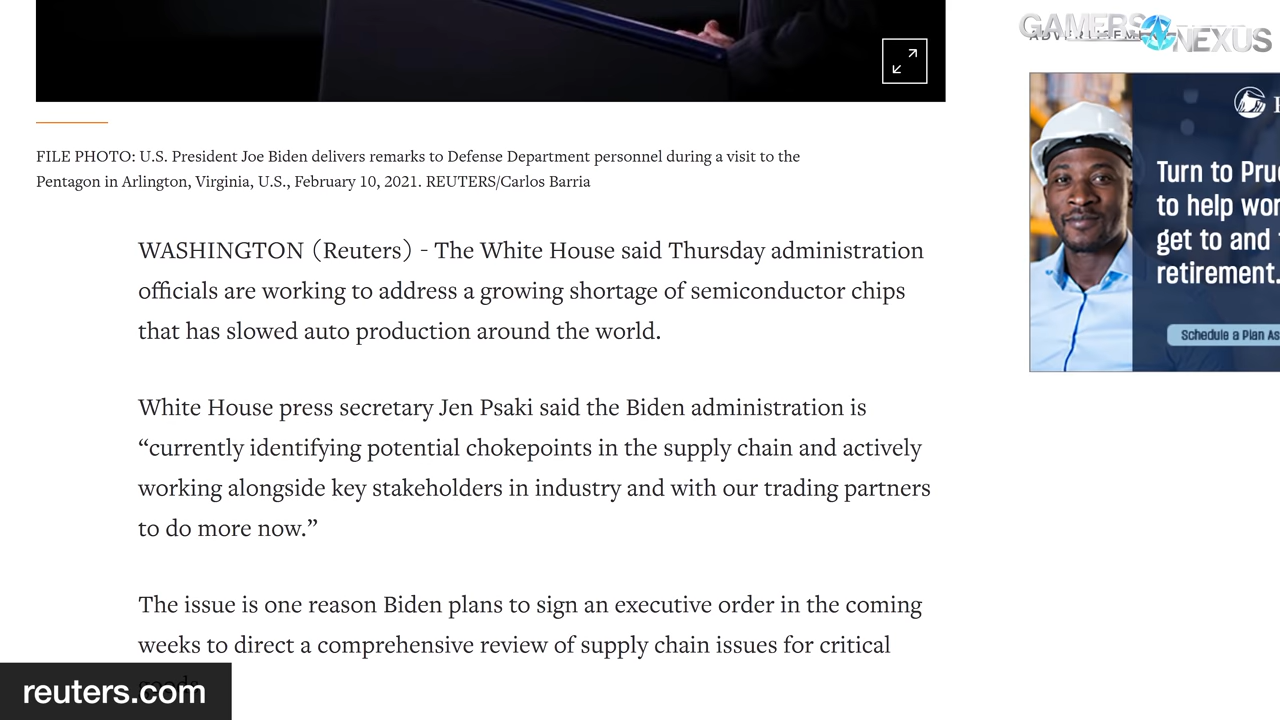 GAMERS NEXUS
ADVERTISEMENT
FILE PHOTO: U.S. President Joe Biden delivers remarks to Defense Department personnel during a visit to the
Pentagon in Arlington, Virginia, U.S., February 10, 2021. REUTERS/Carlos Barria
WASHINGTON (Reuters) - The White House said Thursday administration
officials are working to address a growing shortage of semiconductor chips
that has slowed auto production around the world.
White House press secretary Jen Psaki said the Biden administration is
“currently identifying potential chokepoints in the supply chain and actively
working alongside key stakeholders in industry and with our trading partners
to do more now.”
The issue is one reason Biden plans to sign an executive order in the coming
weeks to direct a comprehensive review of supply chain issues for critical
goods.
Turn to Pru
to help wor
get to and
retirement.
Schedule a Plan As
reuters.com